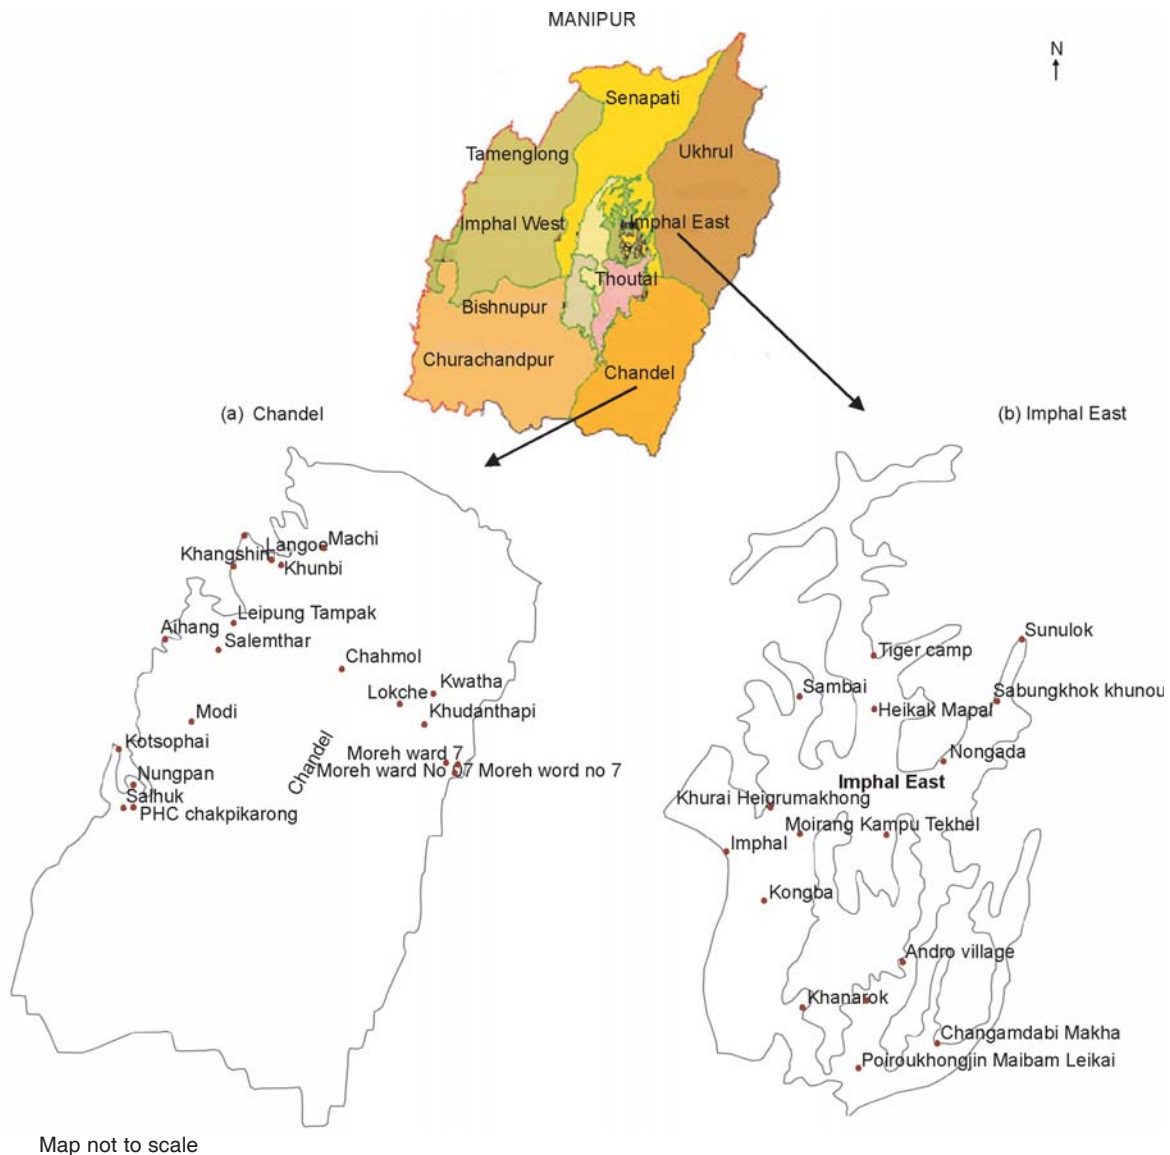 MANIPUR
N
Senapati
Ukhrul
Tamenglong
Imphal West
Imphal East
Thoutal
Bishnupur
Churachandpur
Chandel
(a) Chandel
(b) Imphal East
Machi
Langoe
Khangshin
Khunbi
Leipung Tampak
Aihang
Salemthar
Chahmol
Kwatha
Lokche
Khudanthapi
Modi
Kotsophai
Chandel
Moreh ward 7
Moreh ward No 07
Moreh word no 7
Nungpan
Salhuk
PHC chakpikarong
Sunulok
Tiger camp
Sambai
Sabungkhok khunou
Heikak Mapal
Nongada
Imphal East
Khurai Heigrumakhong
Moirang Kampu Tekhel
Imphal
Kongba
Andro village
Khanarok
Changamdabi Makha
Poiroukhongjin Maibam Leikai
Map not to scale